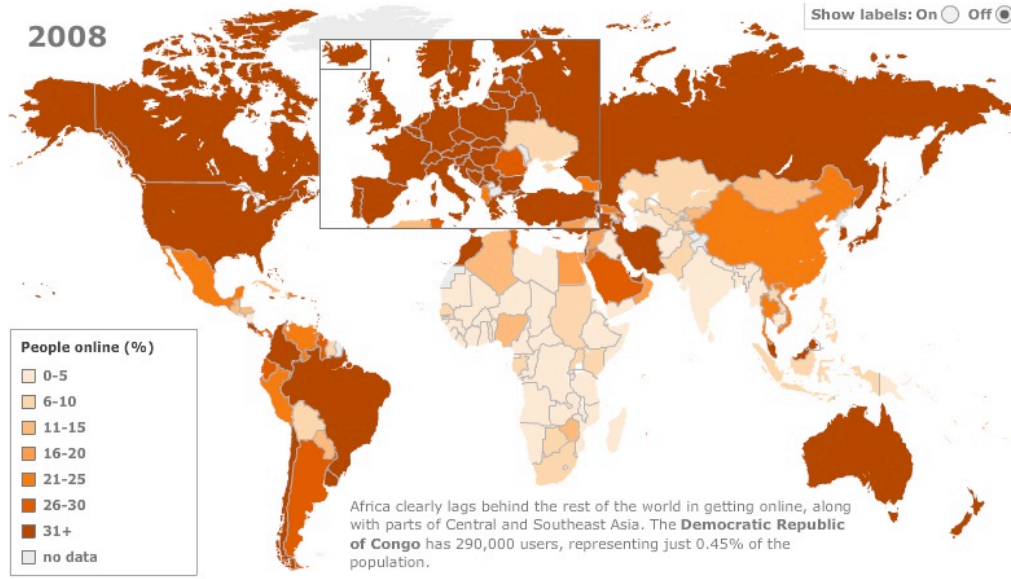 Show labels: On Off
2008
People online (%)
0-5
6-10
11-15
16-20
21-25
26-30
31+
no data
Africa clearly lags behind the rest of the world in getting online, along
with parts of Central and Southeast Asia. The Democratic Republic
of Congo has 290,000 users, representing just 0.45% of the
population.